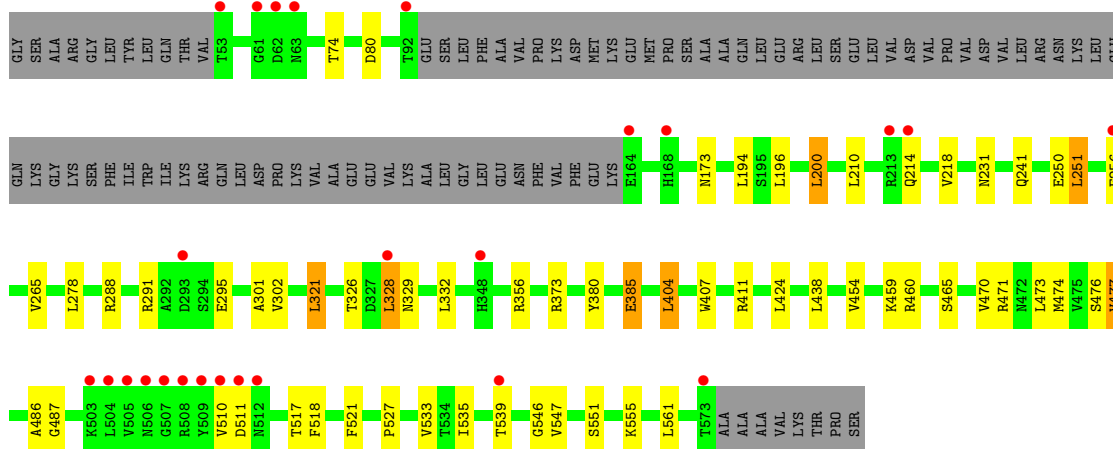 GLY SER ALA ARG GLY LEU TYR LEU GLN THR VAL T53 G61 D62 N63 T74 D80 T92 GLU SER LEU PHE ALA VAL PRO LYS ASP MET LYS GLU MET PRO SER ALA ALA GLN LEU GLU ARG LEU SER GLU LEU VAL ASP VAL PRO VAL ASP VAL LEU ARG ASN LYS LEU
GLN LYS GLY LYS SER PHE ILE TRP ILE LYS ARG GLN LEU ASP PRO LYS VAL ALA GLU GLU VAL LYS ALA LEU GLY LEU GLU ASN PHE VAL PHE GLU LYS E164 H168 N173 L194 S195 L196 L200 L210 R213 Q214 V218 N231 Q241 E250 L251
V265 L278 R288 R291 A292 D293 S294 E295 A301 V302 L321 T326 D327 L328 N329 L332 H348 R356 R373 Y380 E385 L404 W407 R411 L424 L438 V454 K459 R460 S465 V470 R471 N472 L473 M474 V475 S476
A486 G487 K503 L504 V505 N506 G507 R508 Y509 V510 D511 N512 T517 F518 F521 P527 V533 T534 I535 T539 G546 V547 S551 K555 L561 T573 ALA ALA ALA VAL LYS THR PRO SER